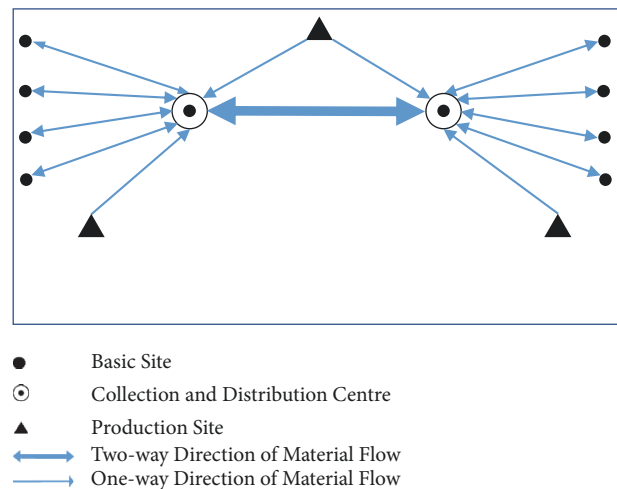 Basic Site
Collection and Distribution Centre
Production Site
Two-way Direction of Material Flow
One-way Direction of Material Flow